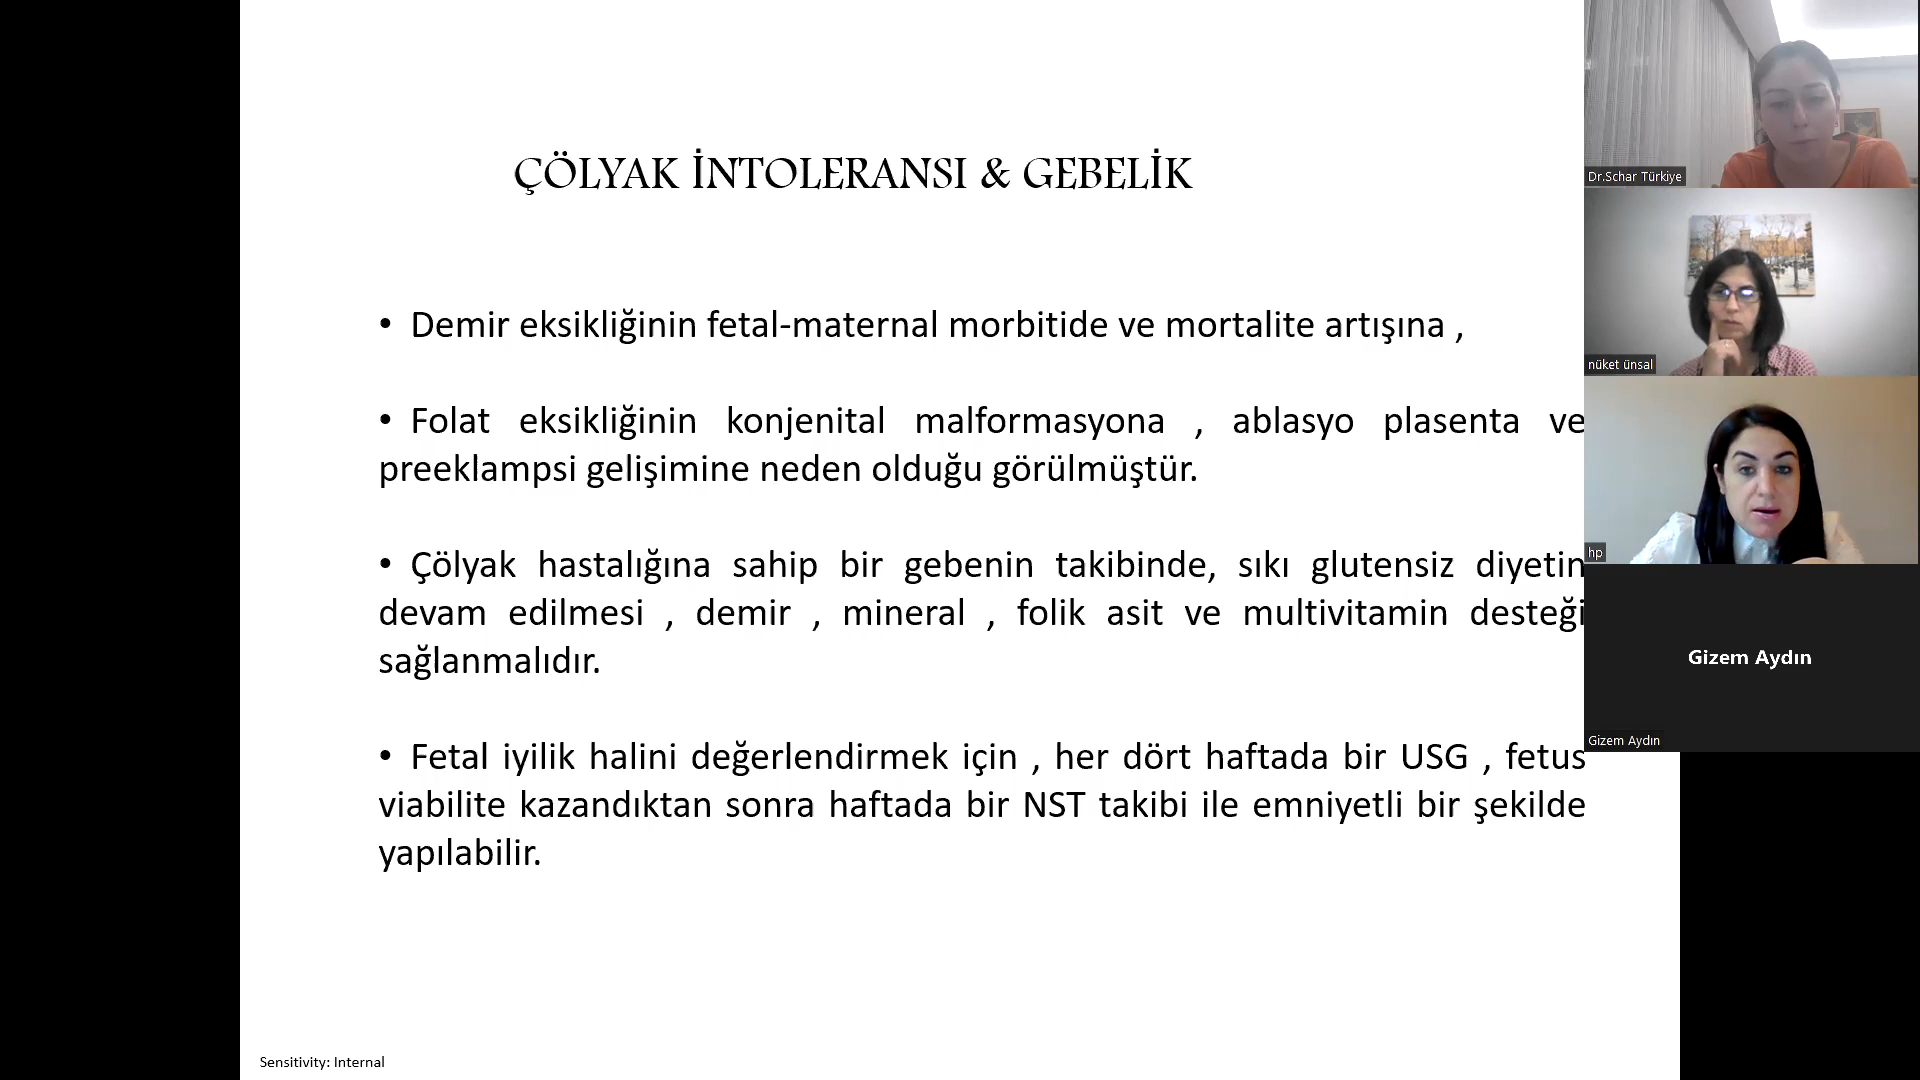 ÇÖLYAK İNTOLERANSI & GEBELİK
• Demir eksikliğinin fetal-maternal morbitide ve mortalite artışına ,
• Folat eksikliğinin konjenital malformasyona , ablasyo plasenta ve
preeklampsi gelişimine neden olduğu görülmüştür.
• Çölyak hastalığına sahip bir gebenin takibinde, sıkı glutensiz diyetin
devam edilmesi , demir , mineral , folik asit ve multivitamin desteği
sağlanmalıdır.
• Fetal iyilik halini değerlendirmek için , her dört haftada bir USG , fetus
viabilite kazandıktan sonra haftada bir NST takibi ile emniyetli bir şekilde
yapılabilir.
Sensitivity: Internal
Dr.Schar Türkiye
nüket ünsal
hp
Gizem Aydın
Gizem Aydın